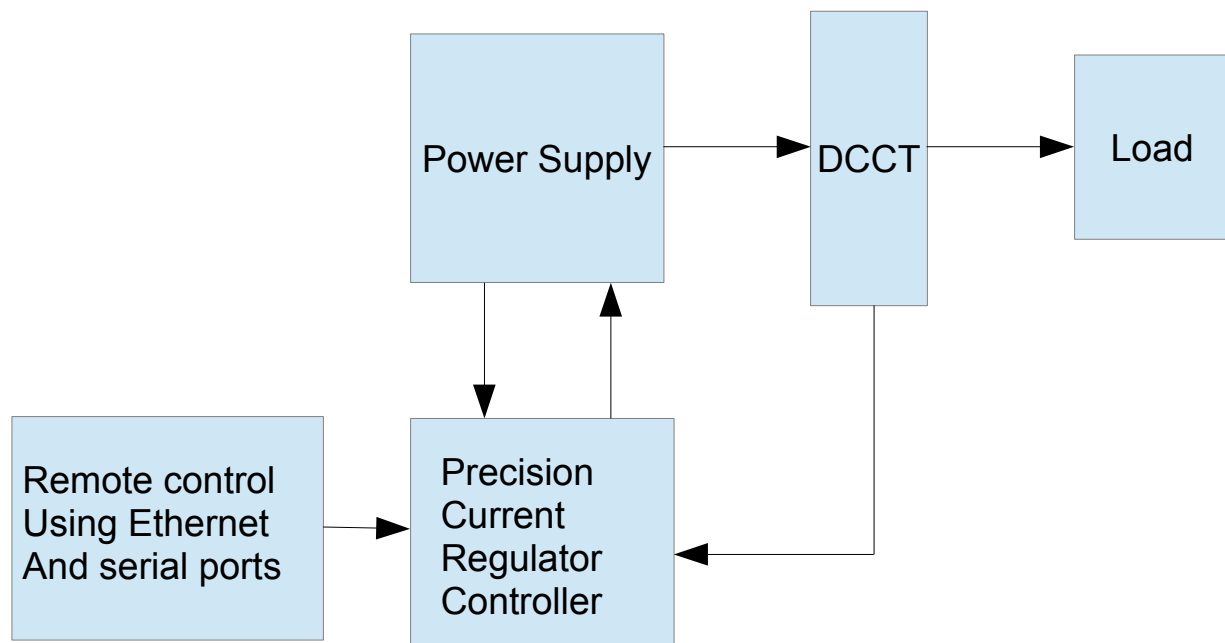 Power Supply
DCCT
Load
Remote control
Using Ethernet
And serial ports
Precision
Current
Regulator
Controller